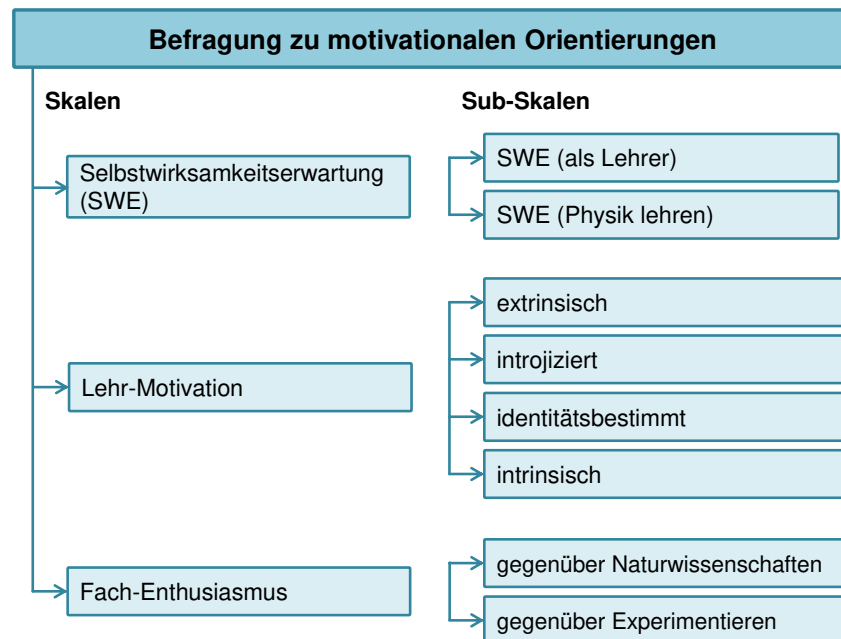 Befragung zu motivationalen Orientierungen
Skalen
Sub-Skalen
Selbstwirksamkeitserwartung
(SWE)
SWE (als Lehrer)
SWE (Physik lehren)
Lehr-Motivation
extrinsisch
introjiziert
identitätsbestimmt
intrinsisch
Fach-Enthusiasmus
gegenüber Naturwissenschaften
gegenüber Experimentieren